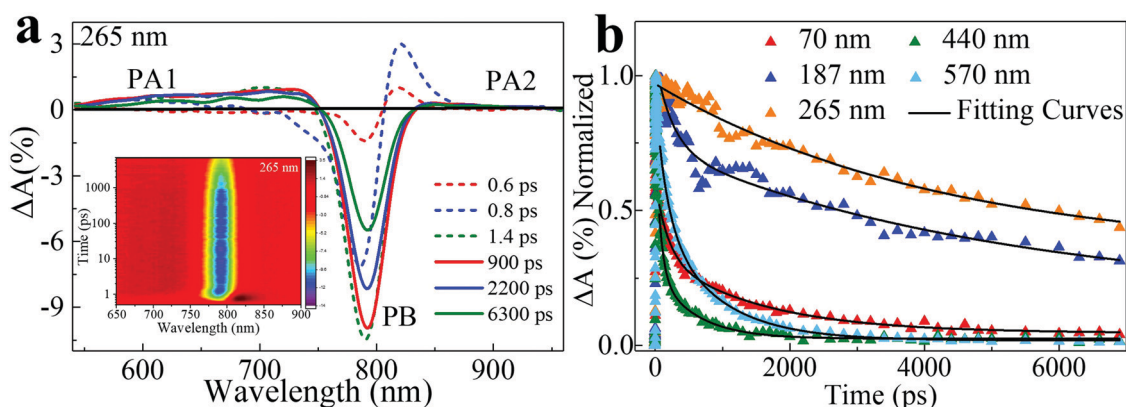 a
265 nm
PA1
PA2
PB
3
0
-3
-6
-9
ΔA(%)
600
700
800
900
Wavelength (nm)
0.6 ps
0.8 ps
1.4 ps
900 ps
2200 ps
6300 ps
265 nm
1000
100
10
1
Time (ps)
650 700 750 800 850 900
Wavelength (nm)
b
70 nm
440 nm
187 nm
570 nm
265 nm
Fitting Curves
1.0
0.5
0.0
ΔA (%) Normalized
0 2000 4000 6000
Time (ps)